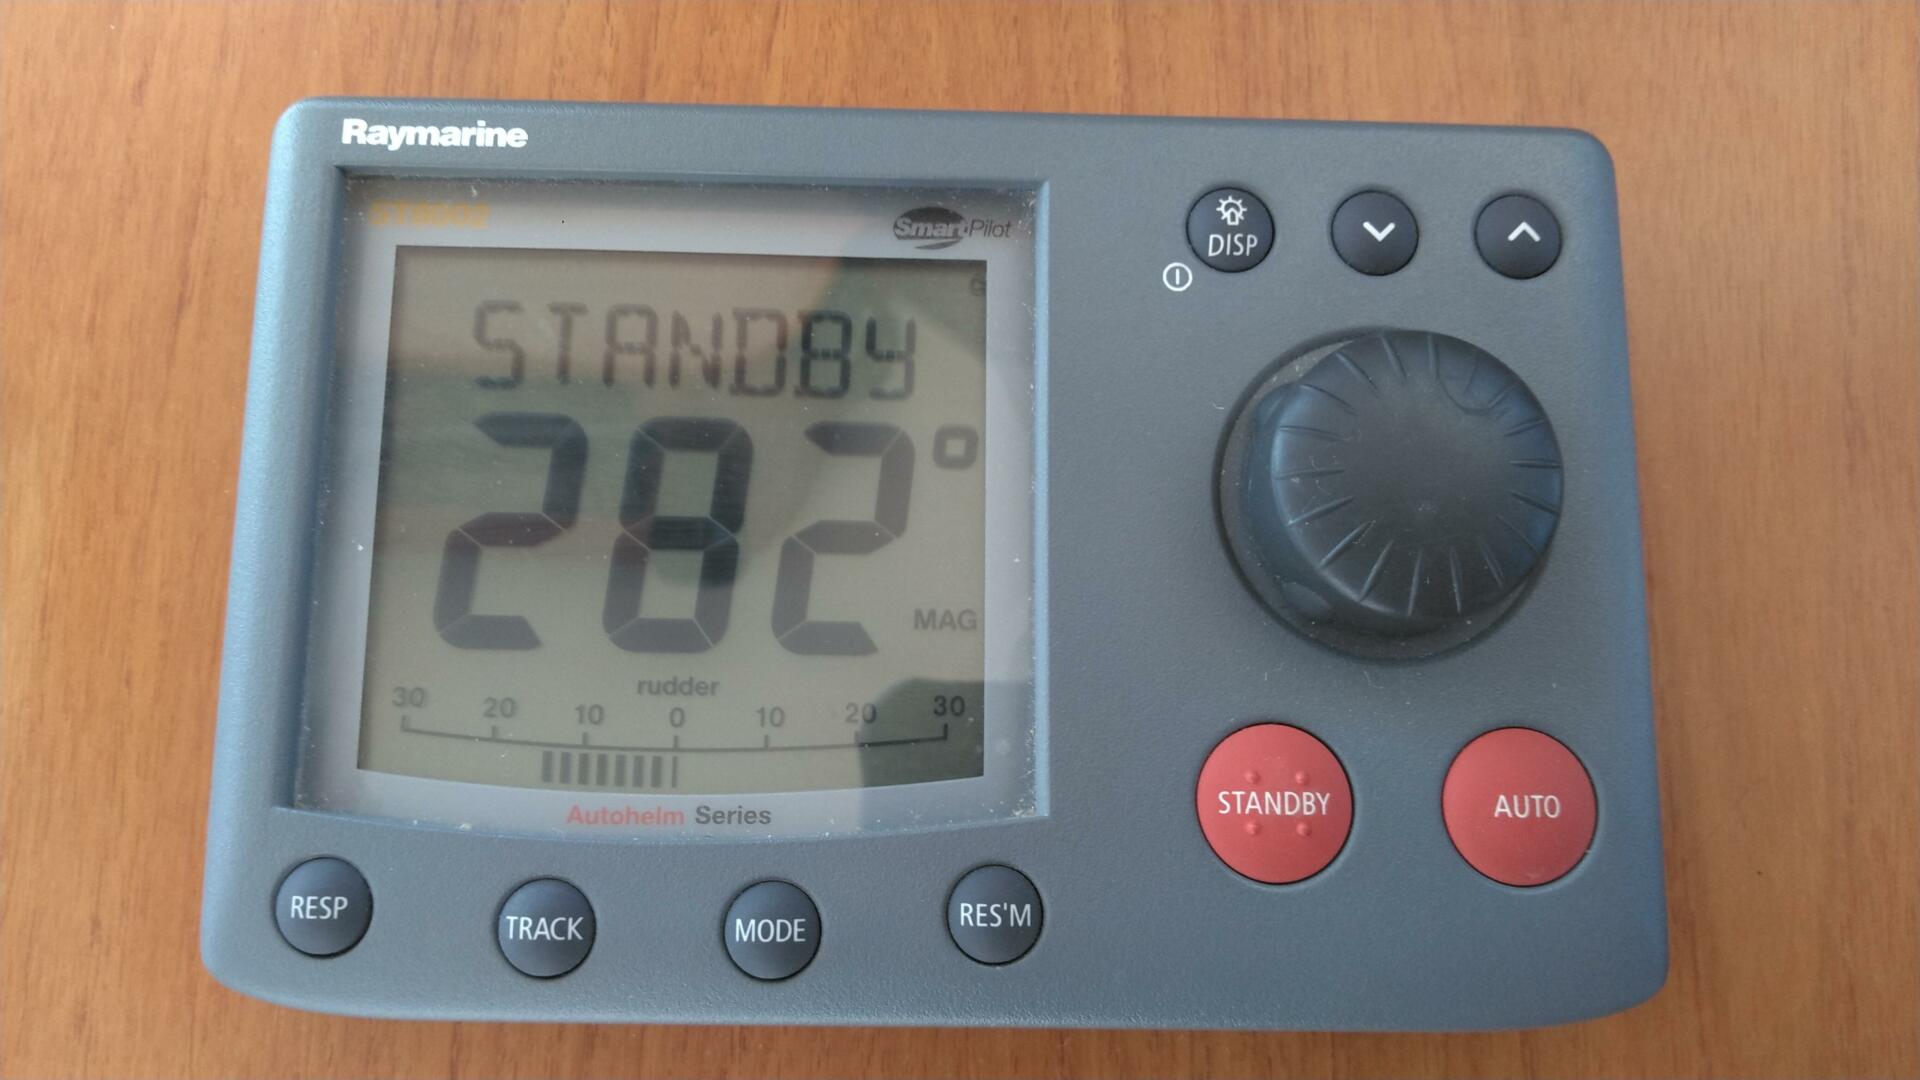 Raymarine
ST8002
SmartPilot
STANDBY
282°
MAG
rudder
30 20 10 0 10 20 30
Autohelm Series
DISP
STANDBY
AUTO
RESP
TRACK
MODE
RES'M